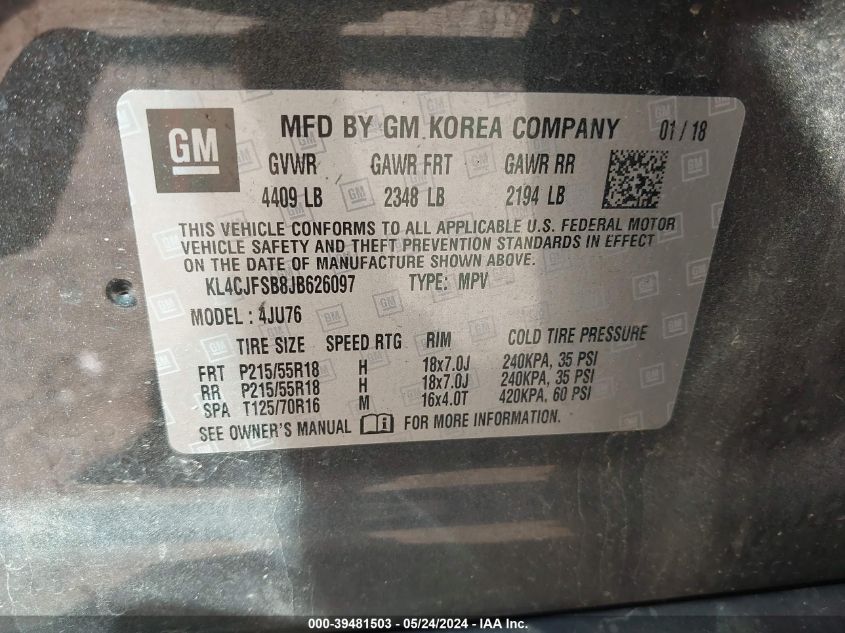 GM MFD BY GM KOREA COMPANY 01 / 18
GVWR GAWR FRT GAWR RR
4409 LB 2348 LB 2194 LB
THIS VEHICLE CONFORMS TO ALL APPLICABLE U.S. FEDERAL MOTOR
VEHICLE SAFETY AND THEFT PREVENTION STANDARDS IN EFFECT
ON THE DATE OF MANUFACTURE SHOWN ABOVE.
KL4CJFSB8JB626097 TYPE: MPV
MODEL : 4JU76
TIRE SIZE SPEED RTG RIM COLD TIRE PRESSURE
FRT P215/55R18 H 18x7.0J 240KPA, 35 PSI
RR P215/55R18 H 18x7.0J 240KPA, 35 PSI
SPA T125/70R16 M 16x4.0T 420KPA, 60 PSI
SEE OWNER'S MANUAL FOR MORE INFORMATION.
000-39481503 - 05/24/2024 - IAA Inc.